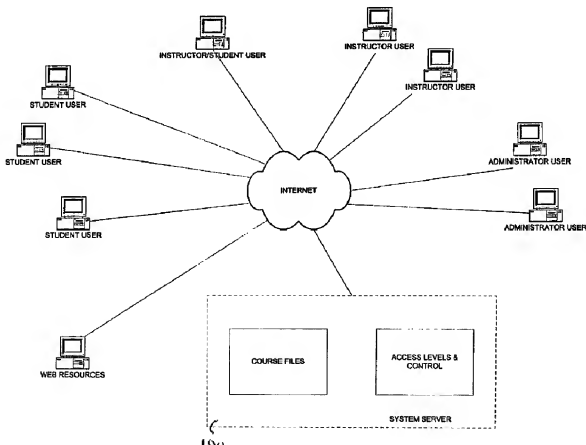 INSTRUCTOR/STUDENT USER
INSTRUCTOR USER
INSTRUCTOR USER
STUDENT USER
STUDENT USER
ADMINISTRATOR USER
INTERNET
STUDENT USER
ADMINISTRATOR USER
WEB RESOURCES
COURSE FILES
ACCESS LEVELS &
CONTROL
SYSTEM SERVER